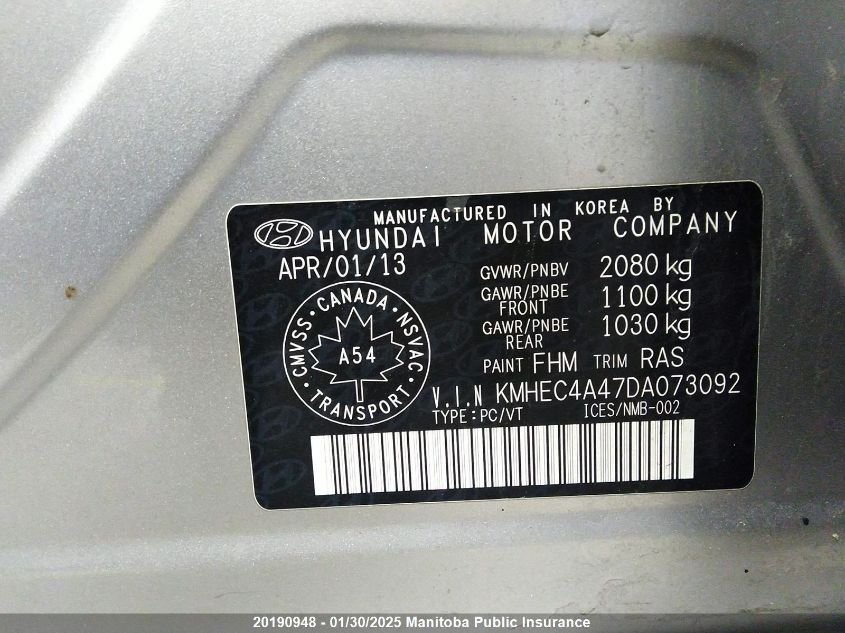 MANUFACTURED IN KOREA BY
HYUNDAI MOTOR COMPANY
APR/01/13
GVWR/PNBV 2080 kg
GAWR/PNBE FRONT 1100 kg
GAWR/PNBE REAR 1030 kg
PAINT FHM TRIM RAS
CMVSS · CANADA · NSVAC · TRANSPORT ·
A54
V.I.N KMHEC4A47DA073092
TYPE: PC/VT ICES/NMB-002
20190948 - 01/30/2025 Manitoba Public Insurance